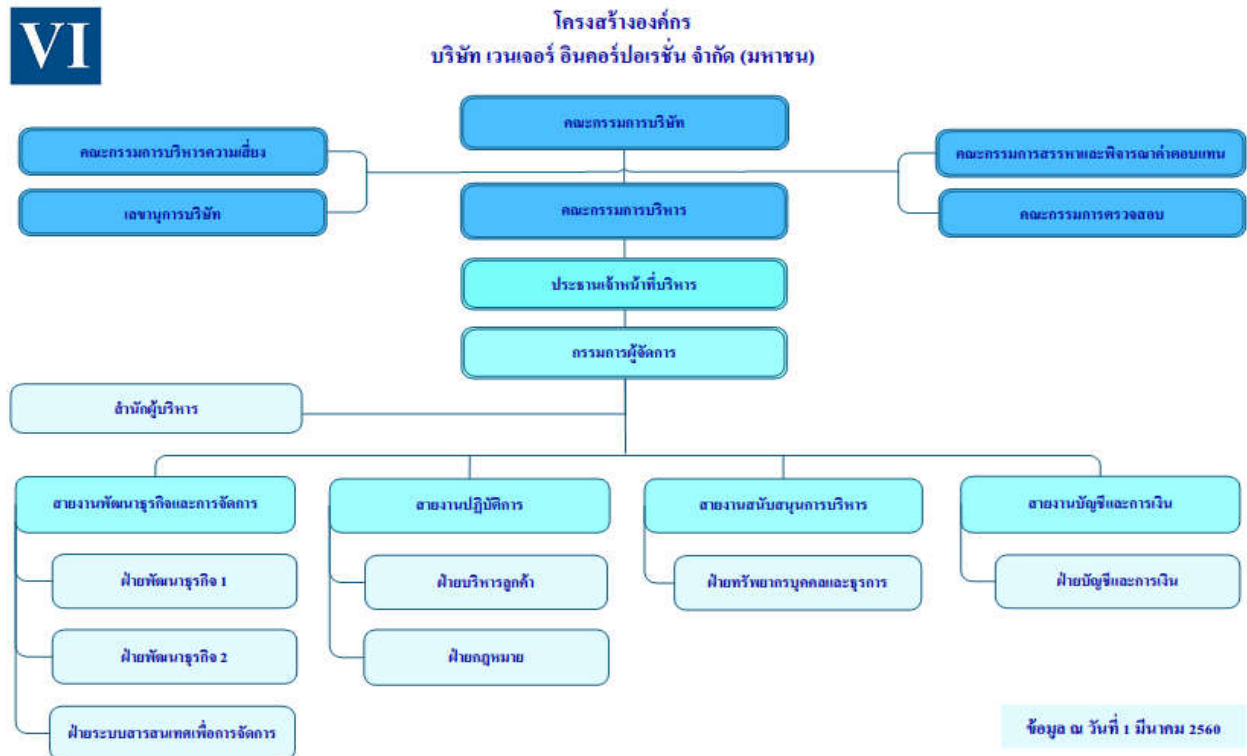 VI
โครงสร้างองค์กร
บริษัท เวนเจอร์ อินคอร์ปอเรชั่น จำกัด (มหาชน)
คณะกรรมการบริษัท
คณะกรรมการบริหารความเสี่ยง
คณะกรรมการสรรหาและพิจารณาค่าตอบแทน
เลขานุการบริษัท
คณะกรรมการบริหาร
คณะกรรมการตรวจสอบ
ประธานเจ้าหน้าที่บริหาร
กรรมการผู้จัดการ
สำนักผู้บริหาร
สายงานพัฒนาธุรกิจและการจัดการ
สายงานปฏิบัติการ
สายงานสนับสนุนการบริหาร
สายงานบัญชีและการเงิน
ฝ่ายพัฒนาธุรกิจ 1
ฝ่ายบริหารลูกค้า
ฝ่ายทรัพยากรบุคคลและธุรการ
ฝ่ายบัญชีและการเงิน
ฝ่ายพัฒนาธุรกิจ 2
ฝ่ายกฎหมาย
ฝ่ายระบบสารสนเทศเพื่อการจัดการ
ข้อมูล ณ วันที่ 1 มีนาคม 2560